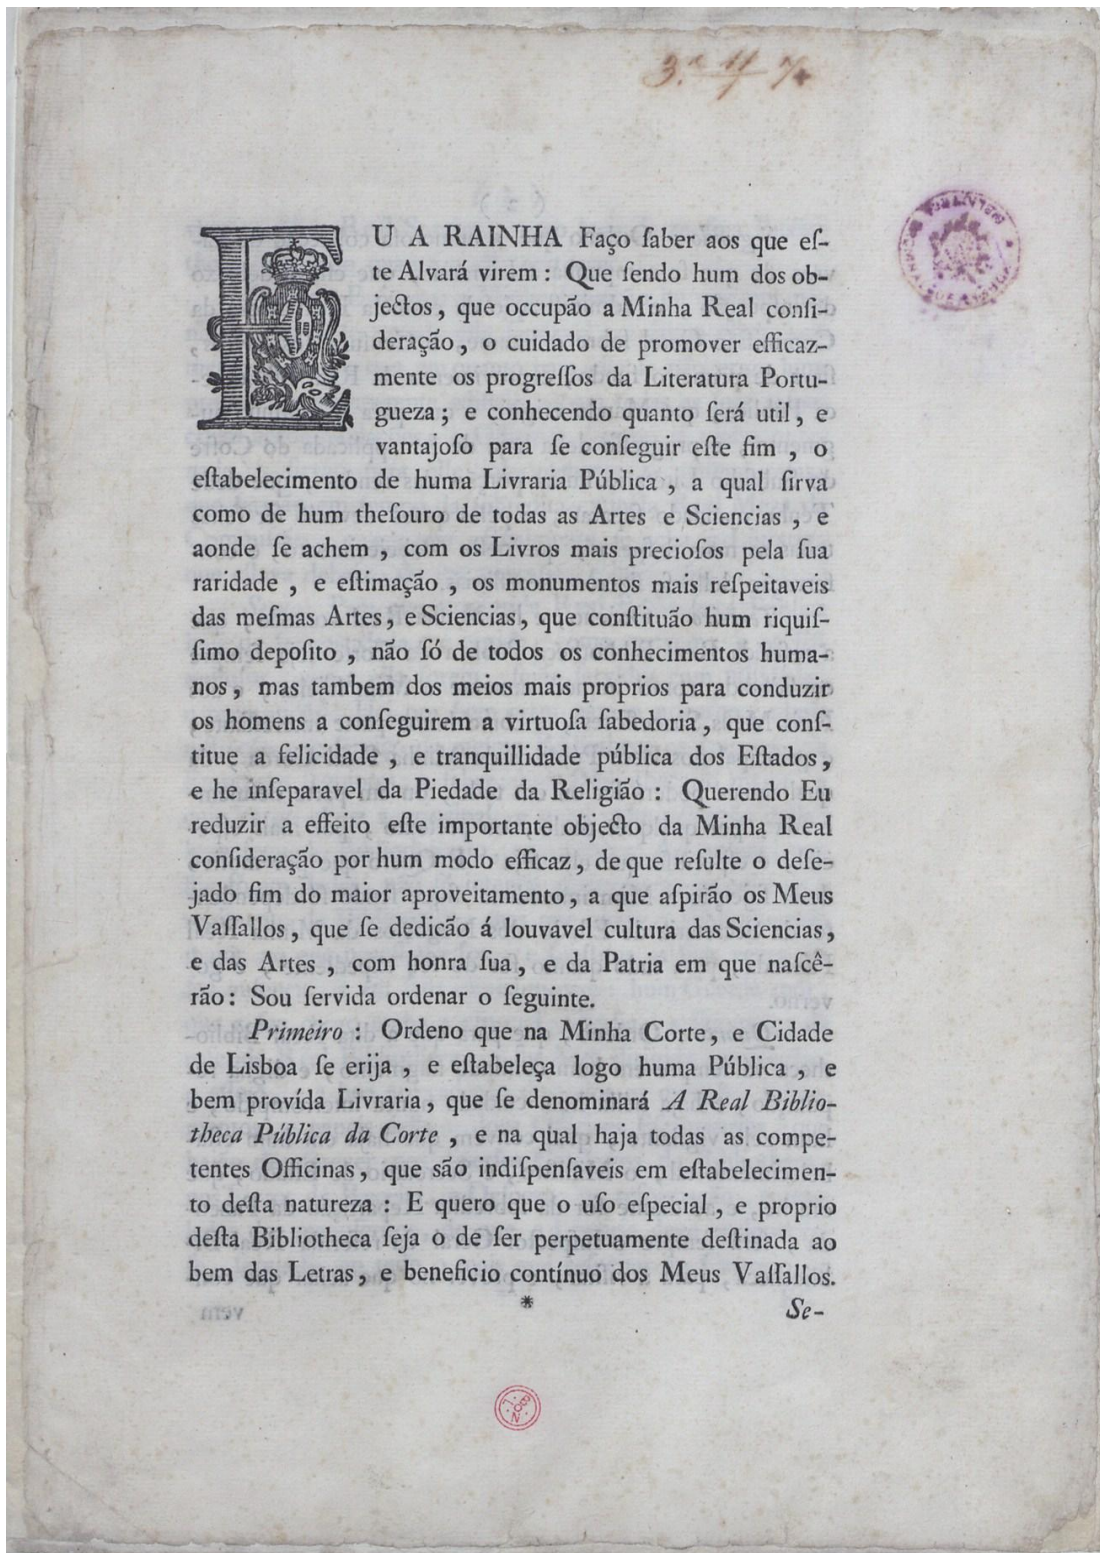 3.ª 11 7
EU A RAINHA Faço ſaber aos que eſ-
te Alvará virem : Que ſendo hum dos ob-
jectos , que occupão a Minha Real conſi-
deração , o cuidado de promover efficaz-
mente os progreſſos da Literatura Portu-
gueza ; e conhecendo quanto ſerá util , e
vantajoſo para ſe conſeguir eſte fim , o
eſtabelecimento de huma Livraria Pública , a qual ſirva
como de hum theſouro de todas as Artes e Sciencias , e
aonde ſe achem , com os Livros mais precioſos pela ſua
raridade , e eſtimação , os monumentos mais reſpeitaveis
das meſmas Artes , e Sciencias , que conſtituão hum riquiſ-
ſimo depoſito , não ſó de todos os conhecimentos huma-
nos , mas tambem dos meios mais proprios para conduzir
os homens a conſeguirem a virtuoſa ſabedoria , que conſ-
titue a felicidade , e tranquillidade pública dos Eſtados ,
e he inſeparavel da Piedade da Religião : Querendo Eu
reduzir a effeito eſte importante objecto da Minha Real
conſideração por hum modo efficaz , de que reſulte o deſe-
jado fim do maior aproveitamento , a que aſpirão os Meus
Vaſſallos , que ſe dedicão á louvavel cultura das Sciencias ,
e das Artes , com honra ſua , e da Patria em que naſcê-
rão : Sou ſervida ordenar o ſeguinte.
Primeiro : Ordeno que na Minha Corte , e Cidade
de Lisboa ſe erija , e eſtabeleça logo huma Pública , e
bem provída Livraria , que ſe denominará A Real Biblio-
theca Pública da Corte , e na qual haja todas as compe-
tentes Officinas , que são indiſpenſaveis em eſtabelecimen-
to deſta natureza : E quero que o uſo eſpecial , e proprio
deſta Bibliotheca ſeja o de ſer perpetuamente deſtinada ao
bem das Letras , e beneficio contínuo dos Meus Vaſſallos.
* Se-